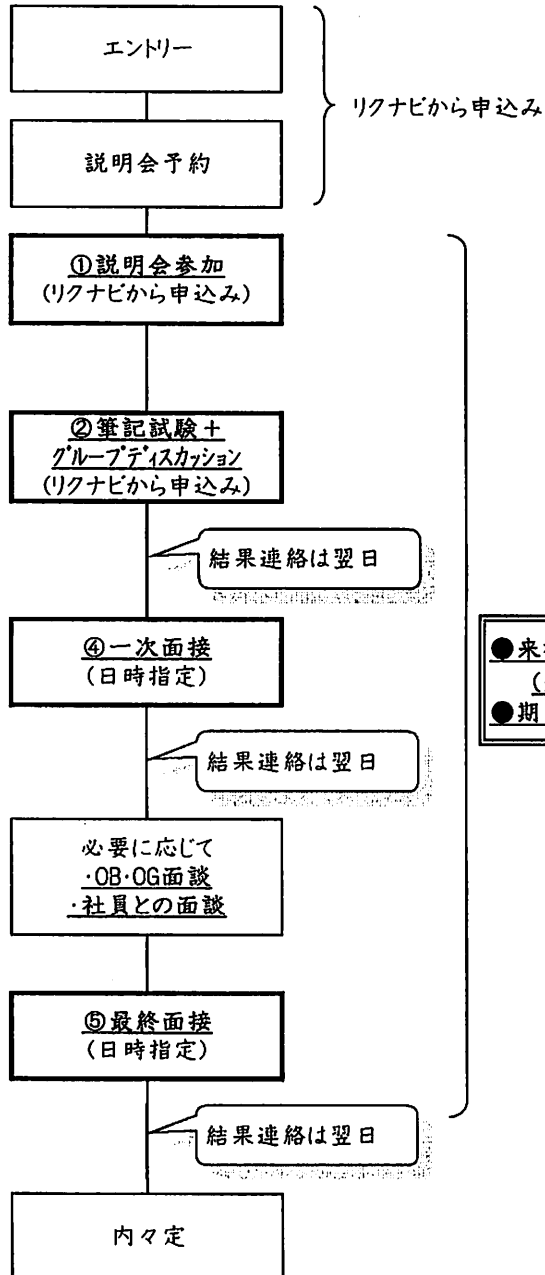 エントリー
リクナビから申込み
説明会予約
①説明会参加
(リクナビから申込み)
②筆記試験+
グループディスカッション
(リクナビから申込み)
結果連絡は翌日
④一次面接
(日時指定)
●来
(
●期
結果連絡は翌日
必要に応じて
・OB・OG面談
・社員との面談
⑤最終面接
(日時指定)
結果連絡は翌日
内々定